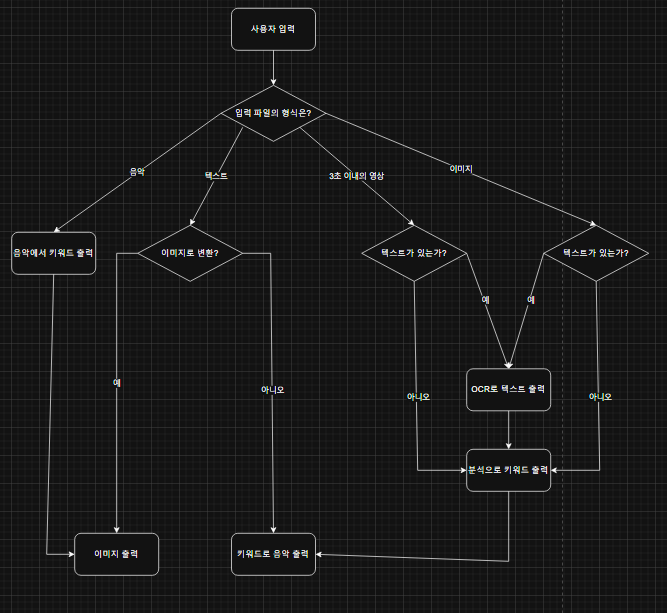 사용자 입력
입력 파일의 형식은?
음악
텍스트
3초 이내의 영상
이미지
음악에서 키워드 출력
이미지로 변환?
텍스트가 있는가?
텍스트가 있는가?
예
예
예
아니오
아니오
아니오
OCR로 텍스트 출력
분석으로 키워드 출력
이미지 출력
키워드로 음악 출력